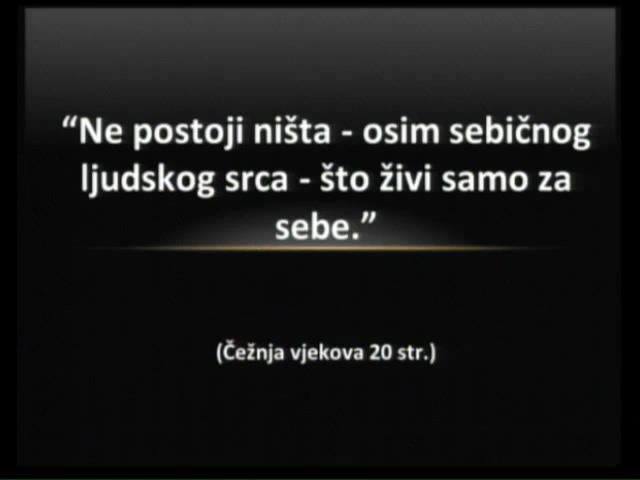 “Ne postoji ništa - osim sebičnog
ljudskog srca - što živi samo za
sebe.”
(Čežnja vjekova 20 str.)